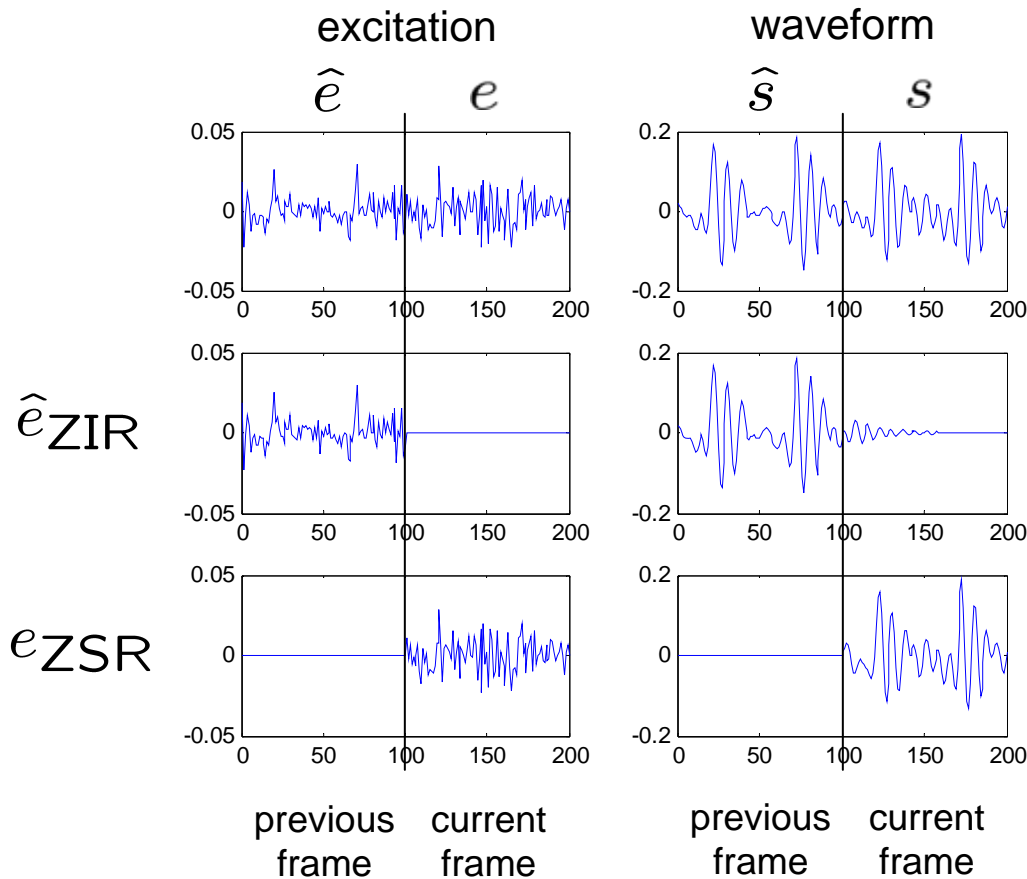 excitation waveform
ê e ŝ s
0.05 0.2
0 0
-0.05 -0.2
0 50 100 150 200 0 50 100 150 200
0.05 0.2
êZIR 0 0
-0.05 -0.2
0 50 100 150 200 0 50 100 150 200
0.05 0.2
eZSR 0 0
-0.05 -0.2
0 50 100 150 200 0 50 100 150 200
previous current previous current
frame frame frame frame